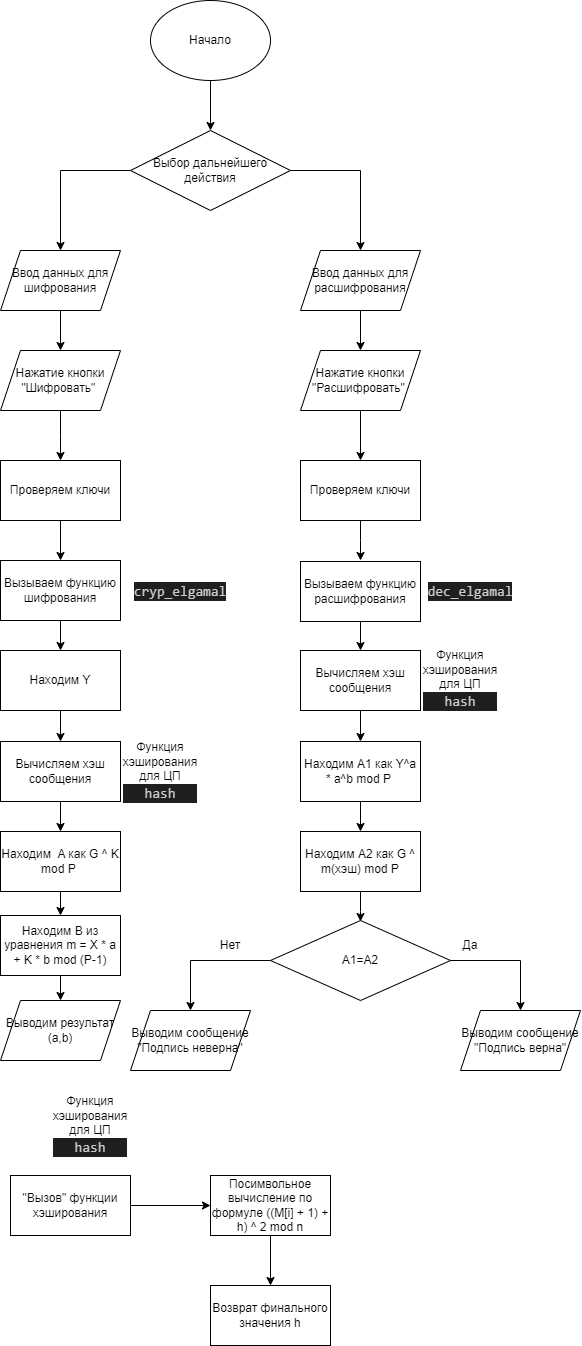 Начало
Выбор дальнейшего
действия
Ввод данных для
шифрования
Ввод данных для
расшифрования
Нажатие кнопки
"Шифровать"
Нажатие кнопки
"Расшифровать"
Проверяем ключи
Проверяем ключи
Вызываем функцию
шифрования
cryp_elgamal
Вызываем функцию
расшифрования
dec_elgamal
Находим Y
Вычисляем хэш
сообщения
Функция
хэширования
для ЦП
hash
Вычисляем хэш
сообщения
Функция
хэширования
для ЦП
hash
Находим А1 как Y^a
* a^b mod P
Находим А как G ^ K
mod P
Находим А2 как G ^
m(хэш) mod P
Находим В из
уравнения m = X * a
+ K * b mod (P-1)
Нет
А1=А2
Да
Выводим результат
(a,b)
Выводим сообщение
"Подпись неверна"
Выводим сообщение
"Подпись верна"
Функция
хэширования
для ЦП
hash
"Вызов" функции
хэширования
Посимвольное
вычисление по
формуле ((M[i] + 1) +
h) ^ 2 mod n
Возврат финального
значения h